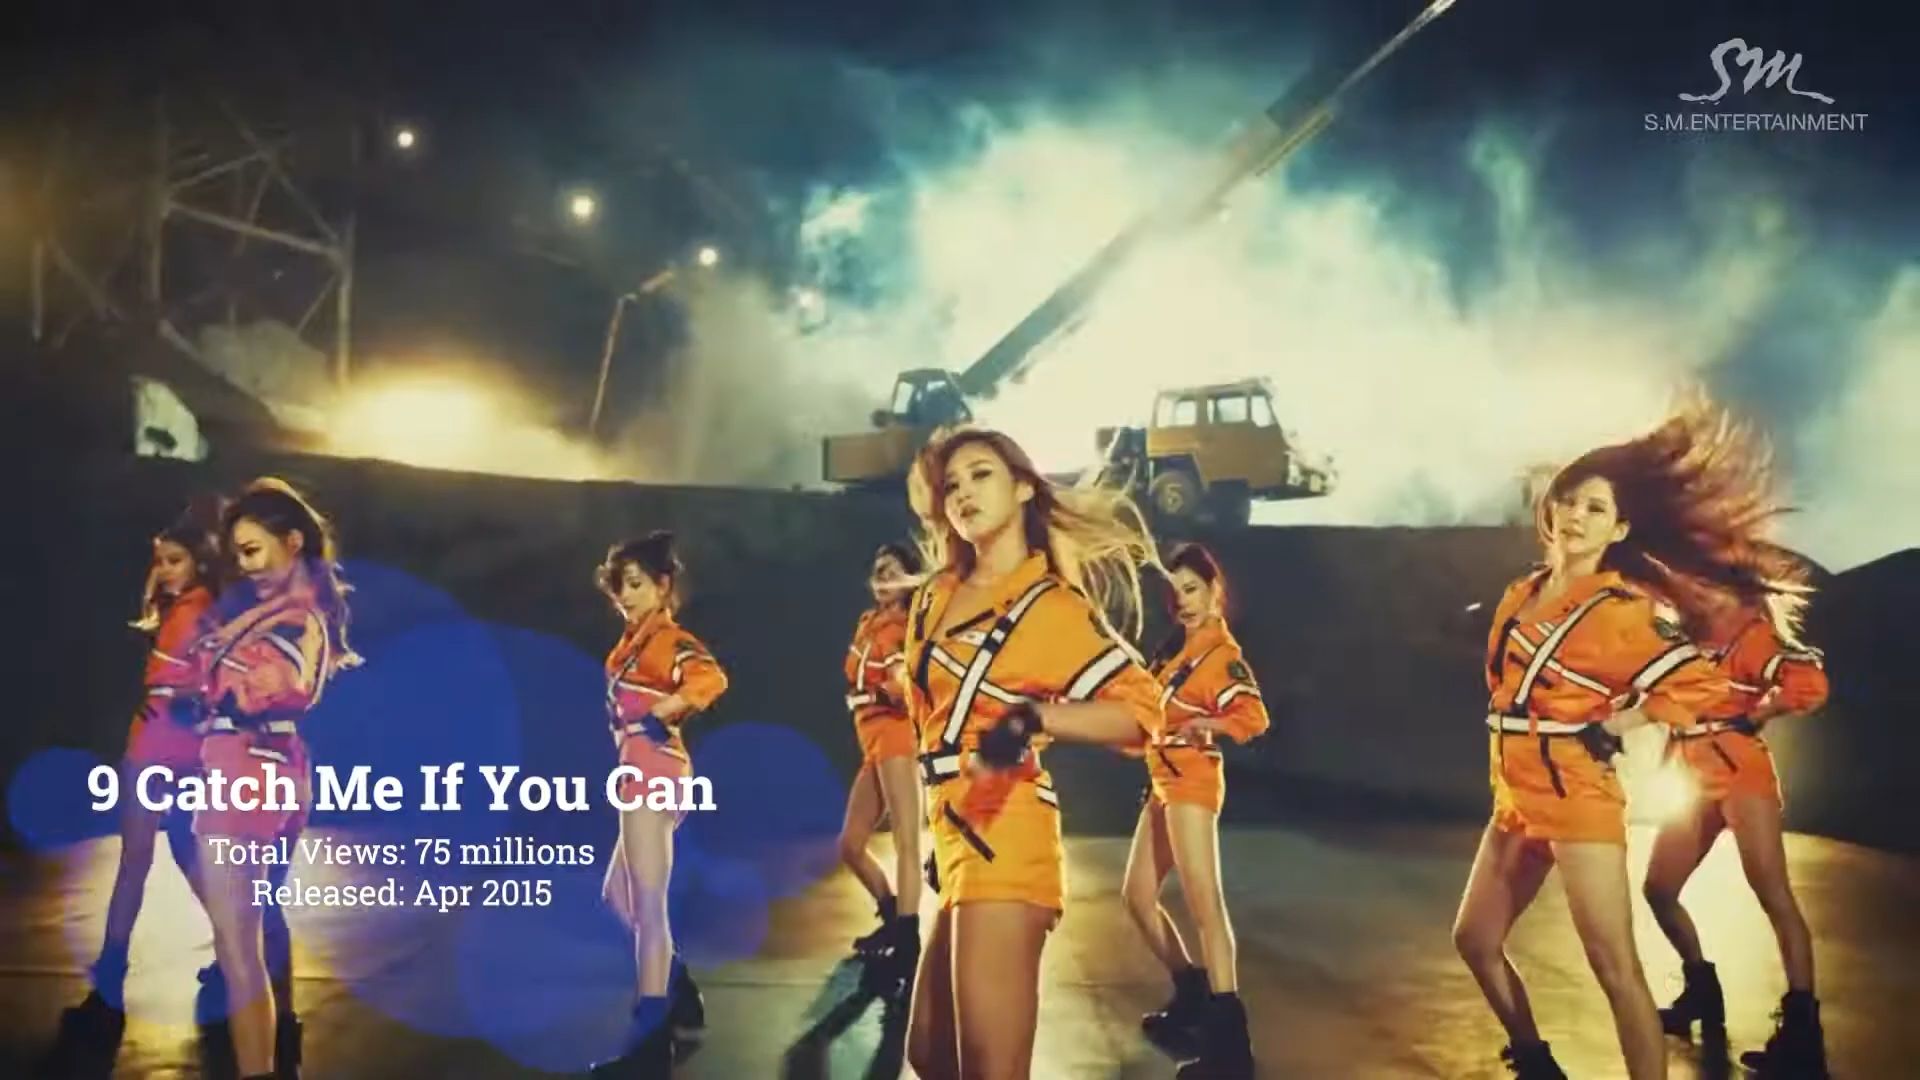 SM
S.M.ENTERTAINMENT
9 Catch Me If You Can
Total Views: 75 millions
Released: Apr 2015